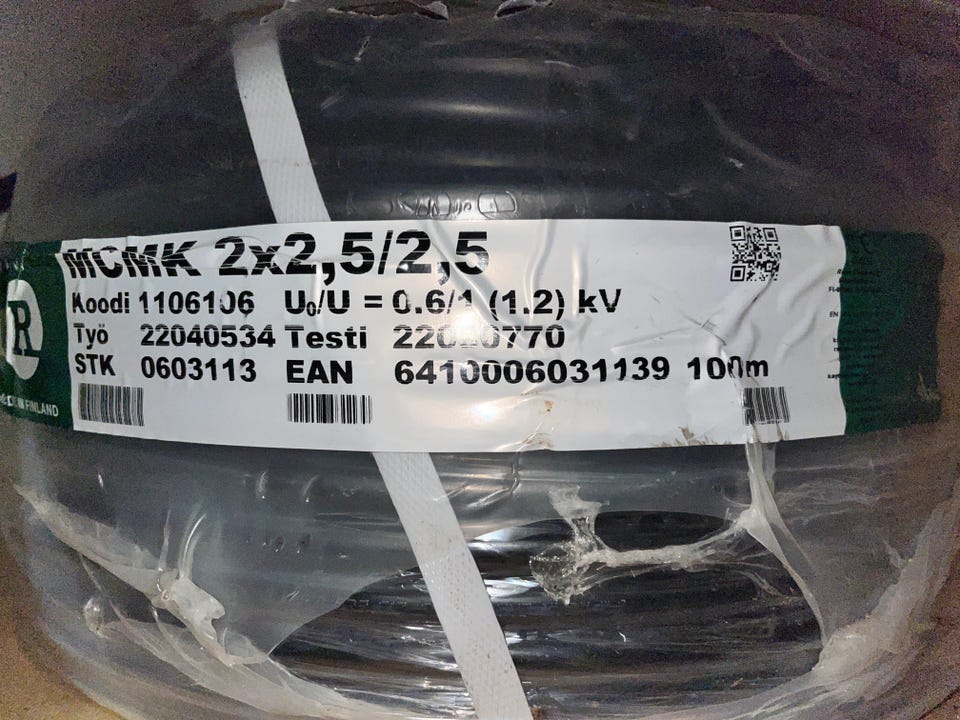 MCMK 2x2,5/2,5
Koodi 1106106 U₀/U = 0.6/1 (1.2) kV
Työ 22040534 Testi
STK 0603113 EAN 6410006031139 100m
R
FINLAND